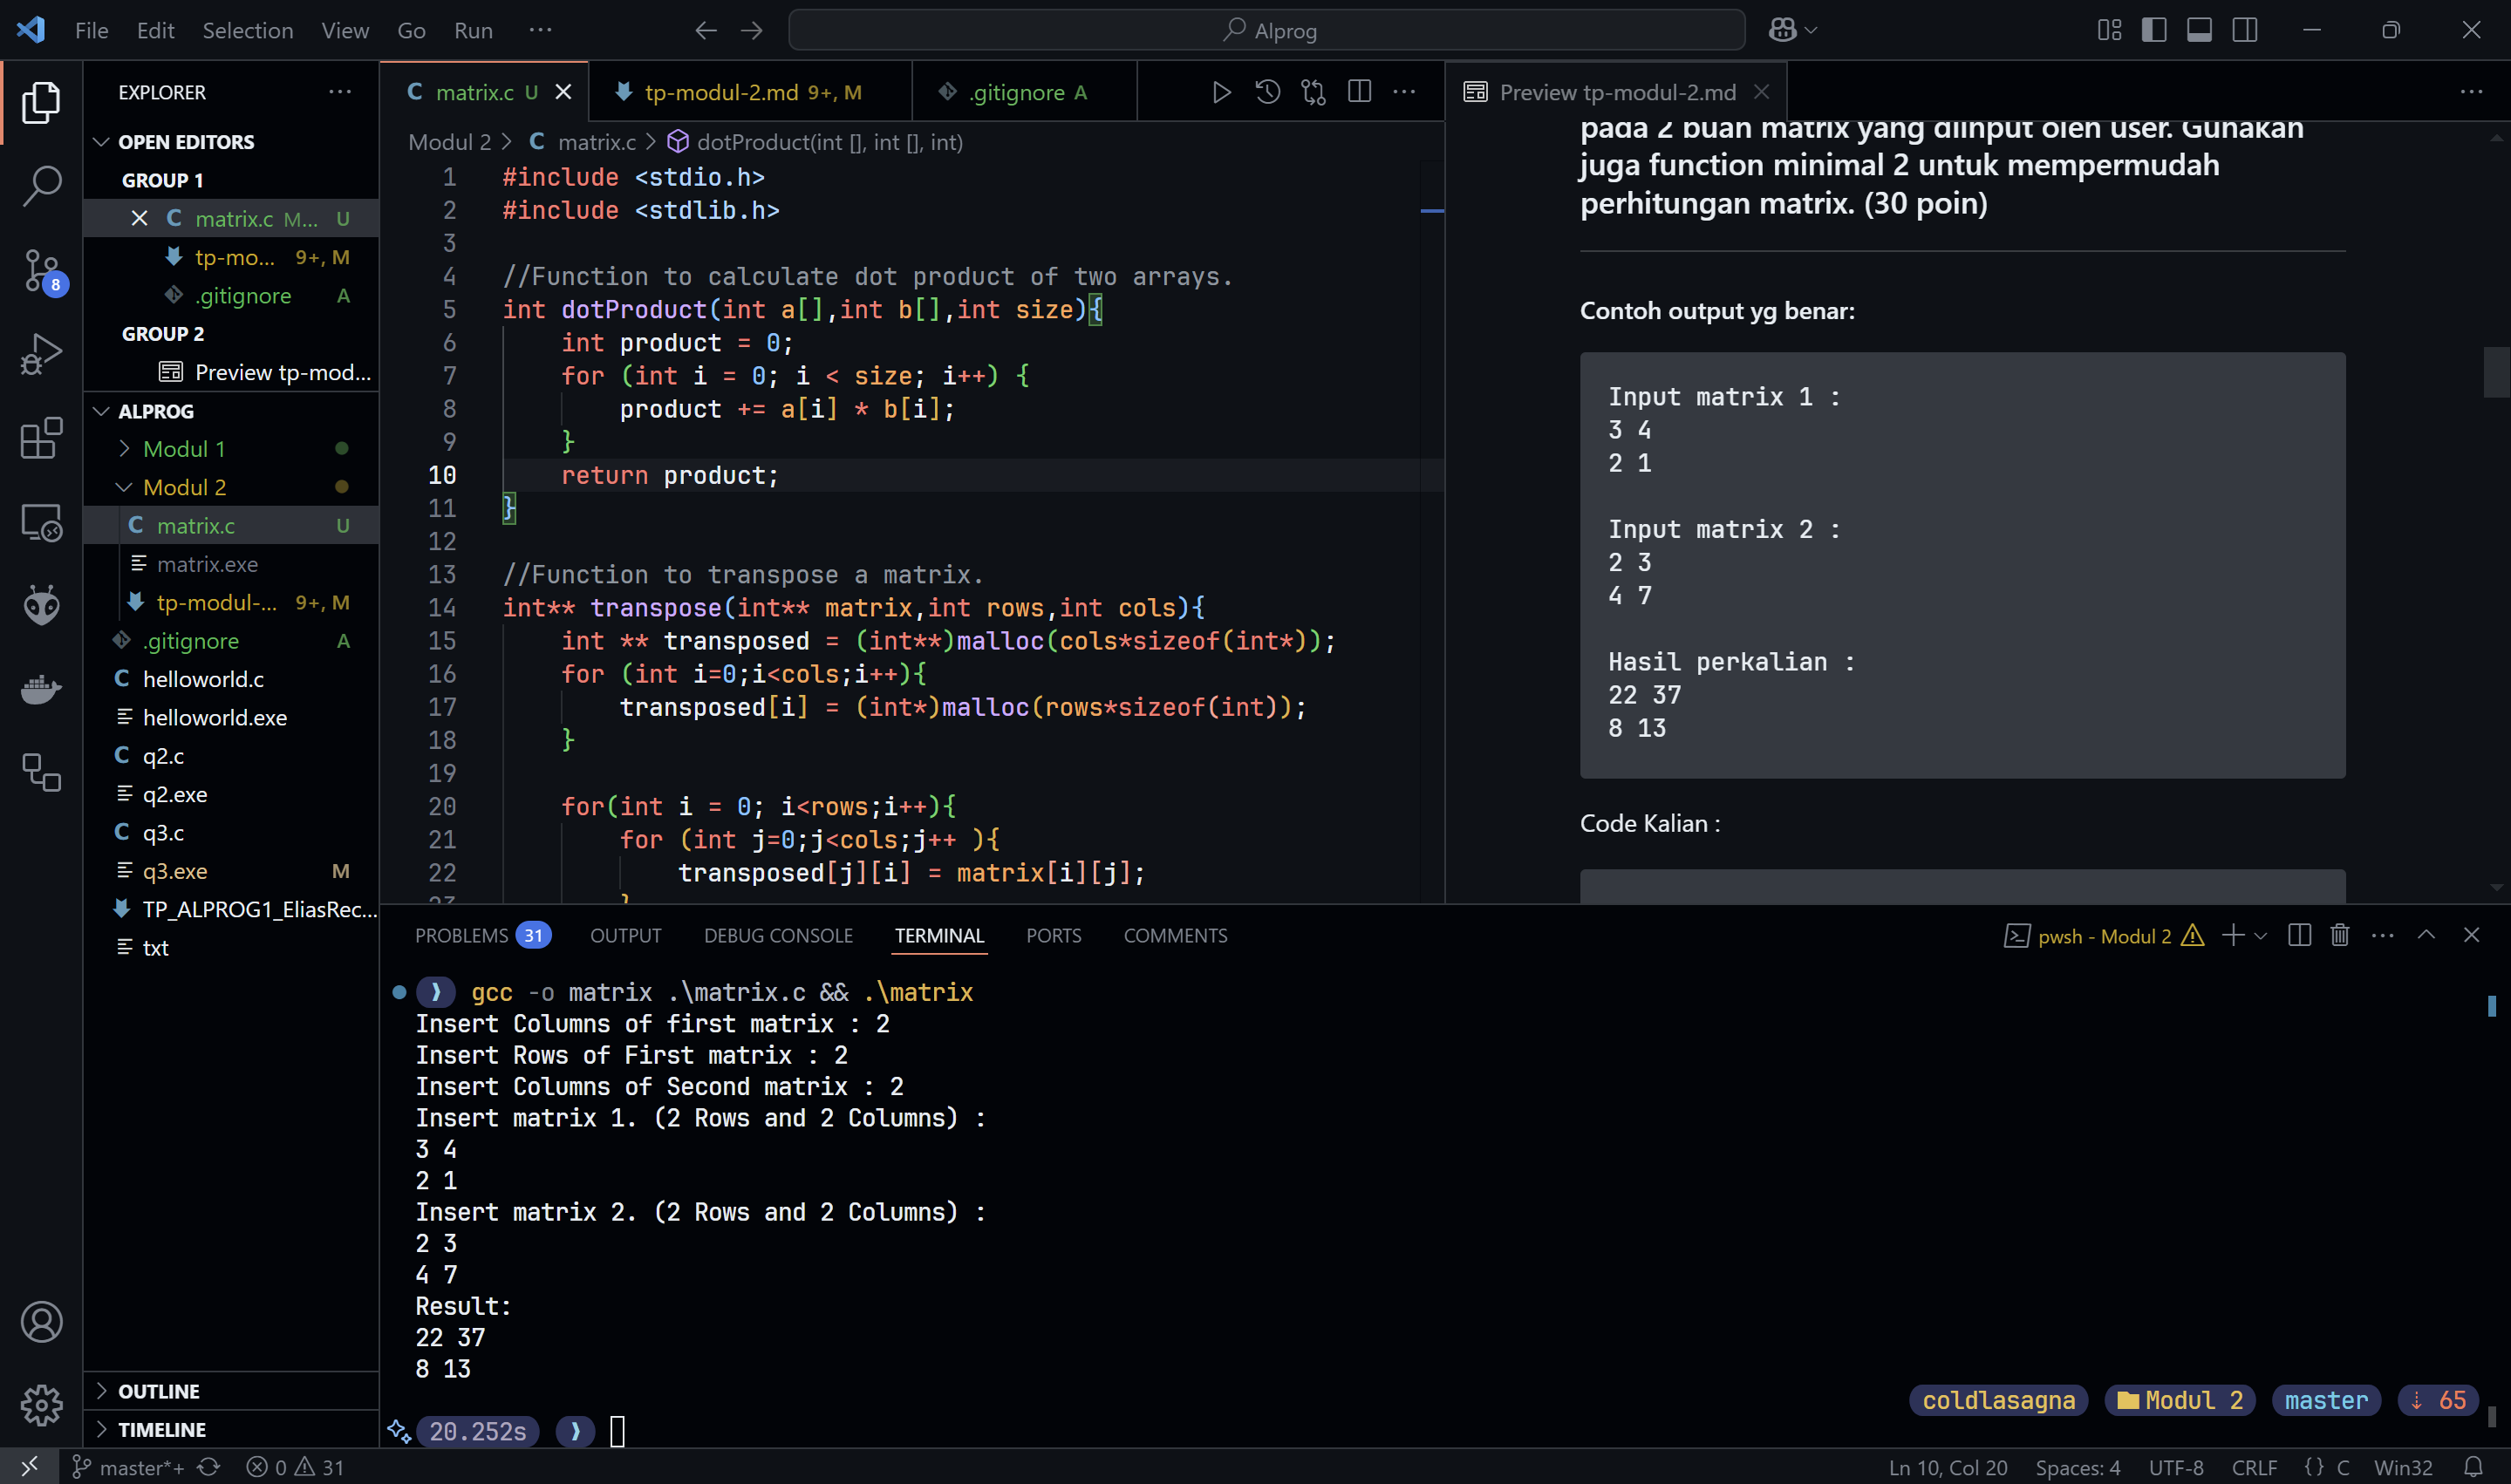 File Edit Selection View Go Run ···
Alprog
EXPLORER
OPEN EDITORS
GROUP 1
matrix.c M... U
tp-mo... 9+, M
.gitignore A
GROUP 2
Preview tp-mod...
ALPROG
Modul 1
Modul 2
matrix.c U
matrix.exe
tp-modul-... 9+, M
.gitignore A
helloworld.c
helloworld.exe
q2.c
q2.exe
q3.c
q3.exe M
TP_ALPROG1_EliasRec...
txt
OUTLINE
TIMELINE
8
matrix.c U
tp-modul-2.md 9+, M
.gitignore A
Modul 2 > C matrix.c > dotProduct(int [], int [], int)
1 #include <stdio.h>
2 #include <stdlib.h>
3
4 //Function to calculate dot product of two arrays.
5 int dotProduct(int a[],int b[],int size){
6 int product = 0;
7 for (int i = 0; i < size; i++) {
8 product += a[i] * b[i];
9 }
10 return product;
11 }
12
13 //Function to transpose a matrix.
14 int** transpose(int** matrix,int rows,int cols){
15 int ** transposed = (int**)malloc(cols*sizeof(int*));
16 for (int i=0;i<cols;i++){
17 transposed[i] = (int*)malloc(rows*sizeof(int));
18 }
19
20 for(int i = 0; i<rows;i++){
21 for (int j=0;j<cols;j++ ){
22 transposed[j][i] = matrix[i][j];
Preview tp-modul-2.md
pada 2 buah matrix yang diinput oleh user. Gunakan
juga function minimal 2 untuk mempermudah
perhitungan matrix. (30 poin)
Contoh output yg benar:
Input matrix 1 :
3 4
2 1
Input matrix 2 :
2 3
4 7
Hasil perkalian :
22 37
8 13
Code Kalian :
PROBLEMS 31 OUTPUT DEBUG CONSOLE TERMINAL PORTS COMMENTS
pwsh - Modul 2
gcc -o matrix .\matrix.c && .\matrix
Insert Columns of first matrix : 2
Insert Rows of First matrix : 2
Insert Columns of Second matrix : 2
Insert matrix 1. (2 Rows and 2 Columns) :
3 4
2 1
Insert matrix 2. (2 Rows and 2 Columns) :
2 3
4 7
Result:
22 37
8 13
coldlasagna Modul 2 master ↓ 65
20.252s
master*+ 0 31
Ln 10, Col 20 Spaces: 4 UTF-8 CRLF {} C Win32